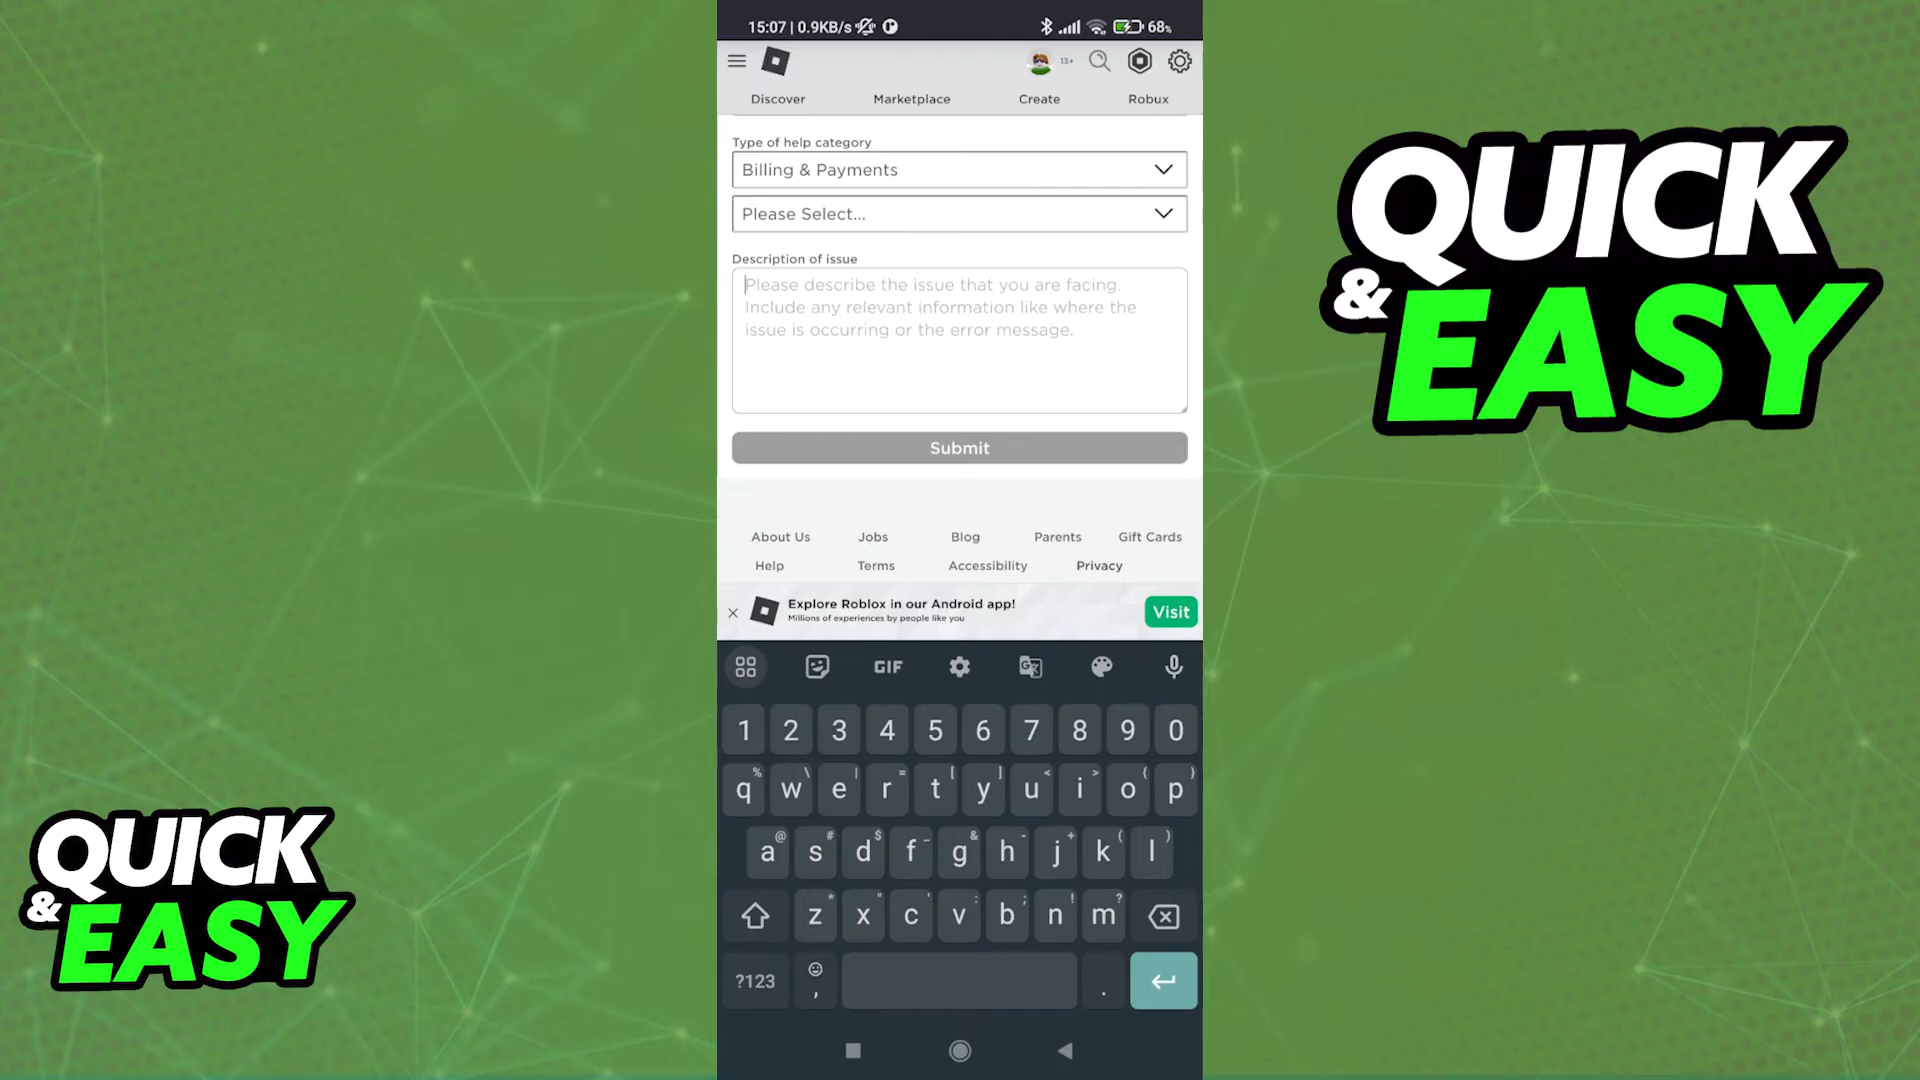 15:07 | 0.9KB/s
68%
13+
Discover Marketplace Create Robux
Type of help category
Billing & Payments
Please Select...
Description of issue
Please describe the issue that you are facing.
Include any relevant information like where the
issue is occurring or the error message.
Submit
About Us Jobs Blog Parents Gift Cards
Help Terms Accessibility Privacy
Explore Roblox in our Android app!
Millions of experiences by people like you
Visit
GIF
1 2 3 4 5 6 7 8 9 0
% \ | = [ ] < > ( )
q w e r t y u i o p
@ # $ _ & - + ( )
a s d f g h j k l
* " ' : ; ! ?
z x c v b n m
?123 , .
QUICK
& EASY
QUICK
& EASY